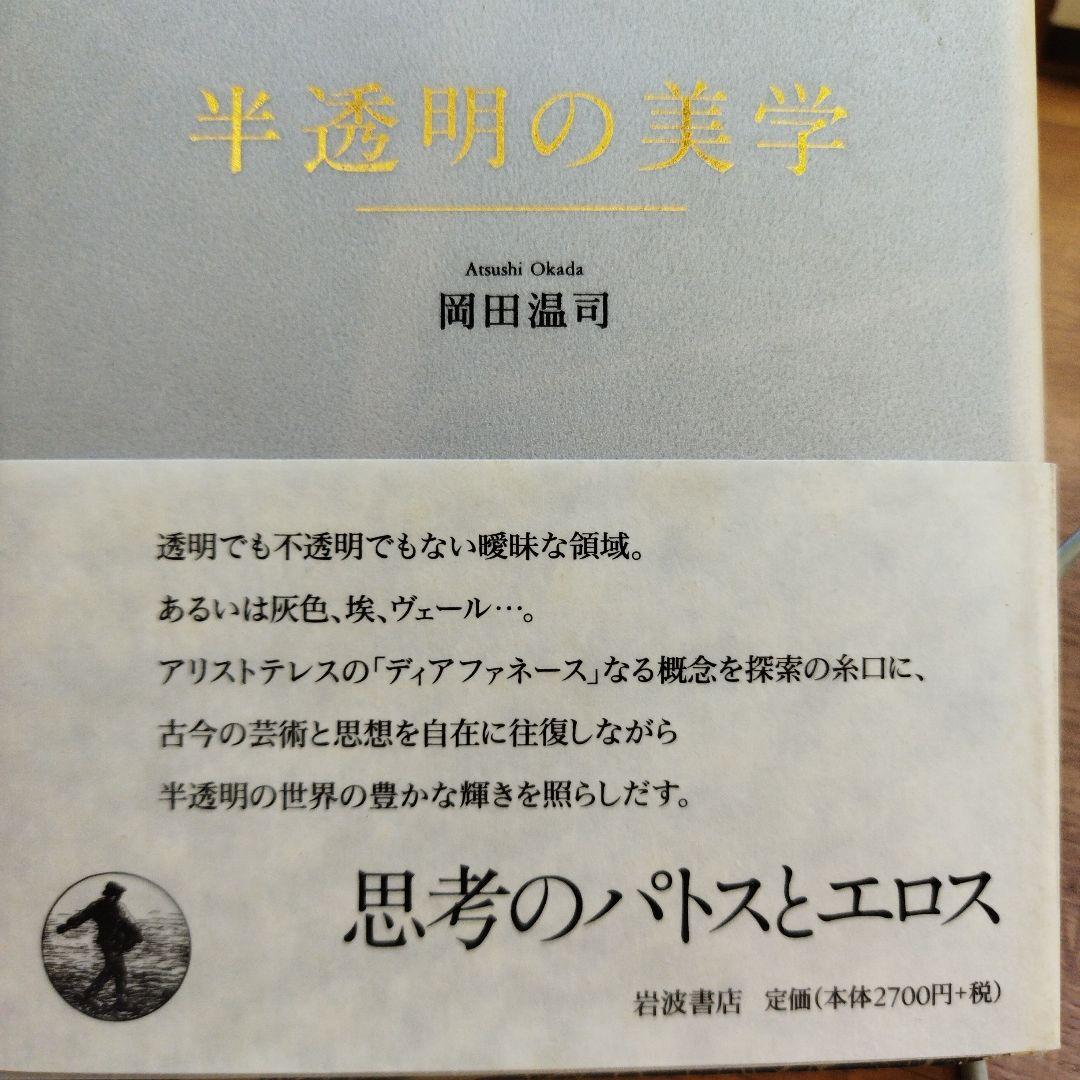 半透明の美学
Atsushi Okada
岡田温司
透明でも不透明でもない曖昧な領域。
あるいは灰色、埃、ヴェール…。
アリストテレスの「ディアファネース」なる概念を探索の糸口に、
古今の芸術と思想を自在に往復しながら
半透明の世界の豊かな輝きを照らしだす。
思考のパトスとエロス
岩波書店 定価(本体2700円+税)